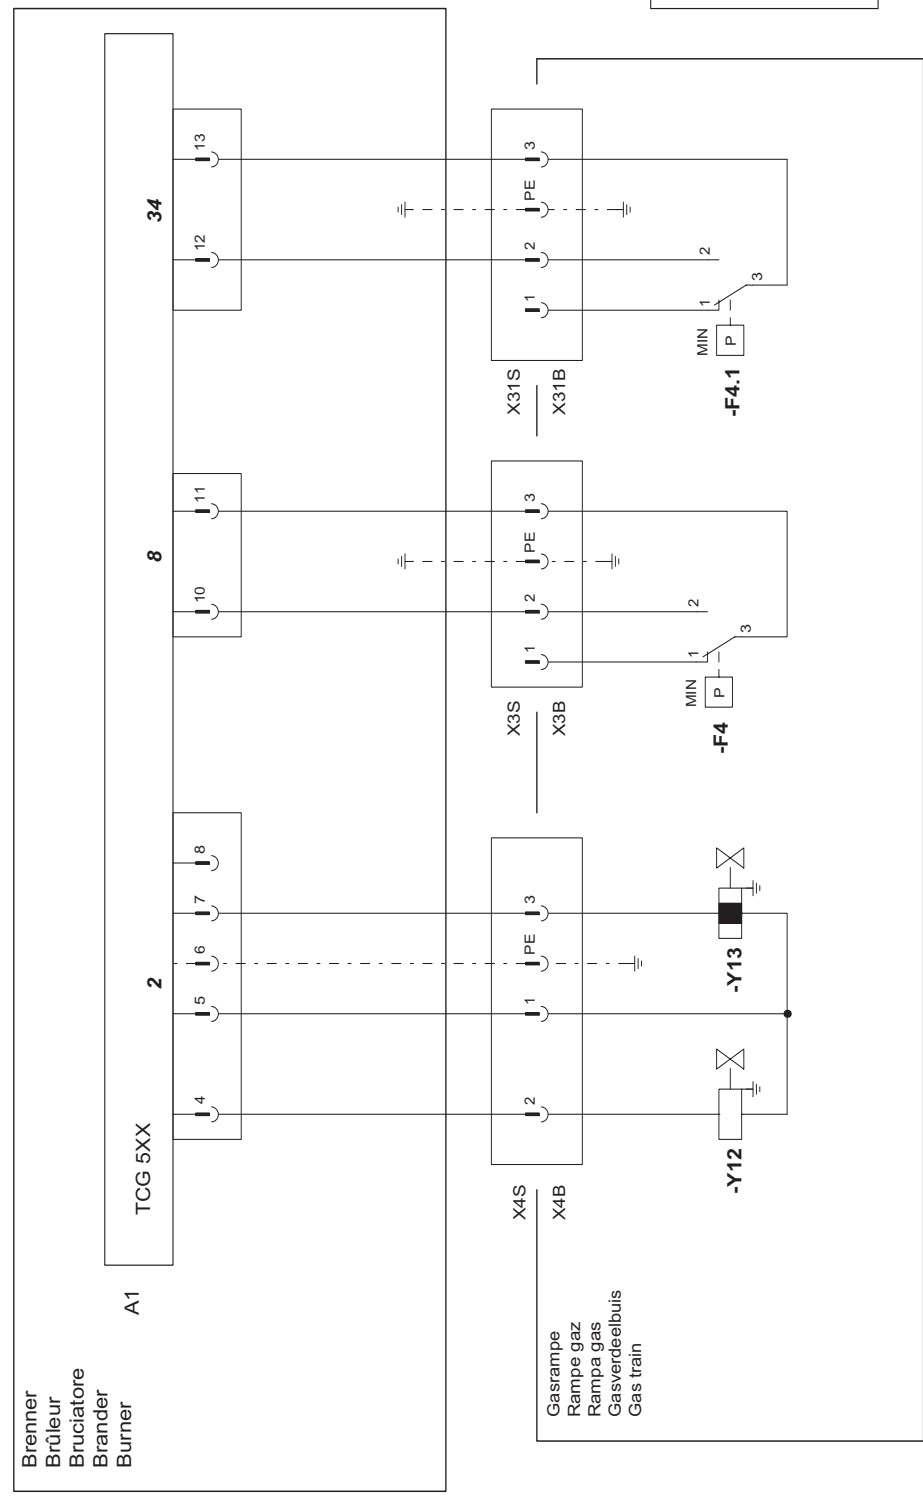 Brenner
Brûleur
Bruciatore
Brander
Burner
A1
TCG 5XX
2
8
34
4
5
6
7
8
10
11
12
13
X4S
X4B
2
1
PE
3
X3S
X3B
1
2
PE
3
X31S
X31B
1
2
PE
3
Gasrampe
Rampe gaz
Rampa gas
Gasverdeelbuis
Gas train
-Y12
-Y13
-F4
MIN
P
1
2
3
-F4.1
MIN
P
1
2
3